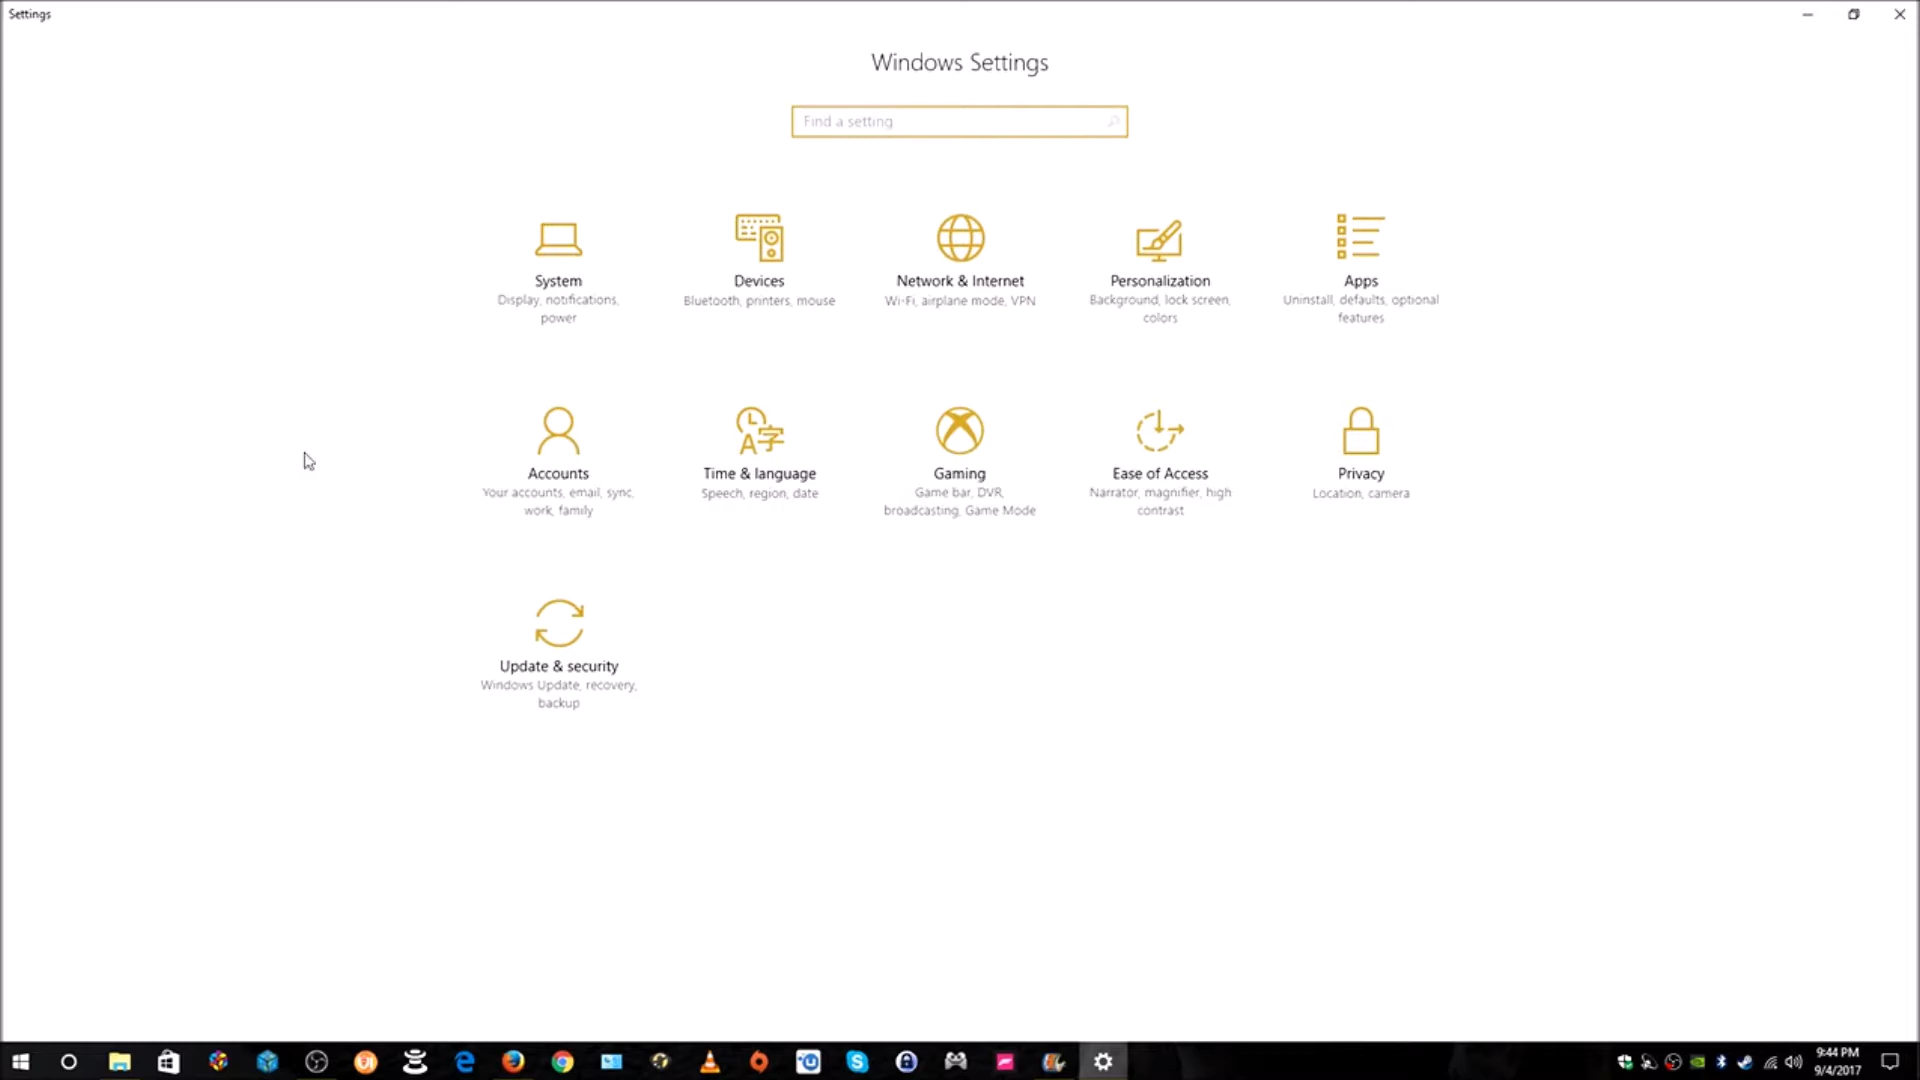 Settings
Windows Settings
Find a setting
System
Display, notifications,
power
Devices
Bluetooth, printers, mouse
Network & Internet
Wi-Fi, airplane mode, VPN
Personalization
Background, lock screen,
colors
Apps
Uninstall, defaults, optional
features
Accounts
Your accounts, email, sync,
work, family
Time & language
Speech, region, date
Gaming
Game bar, DVR,
broadcasting, Game Mode
Ease of Access
Narrator, magnifier, high
contrast
Privacy
Location, camera
Update & security
Windows Update, recovery,
backup
9:44 PM
9/4/2017